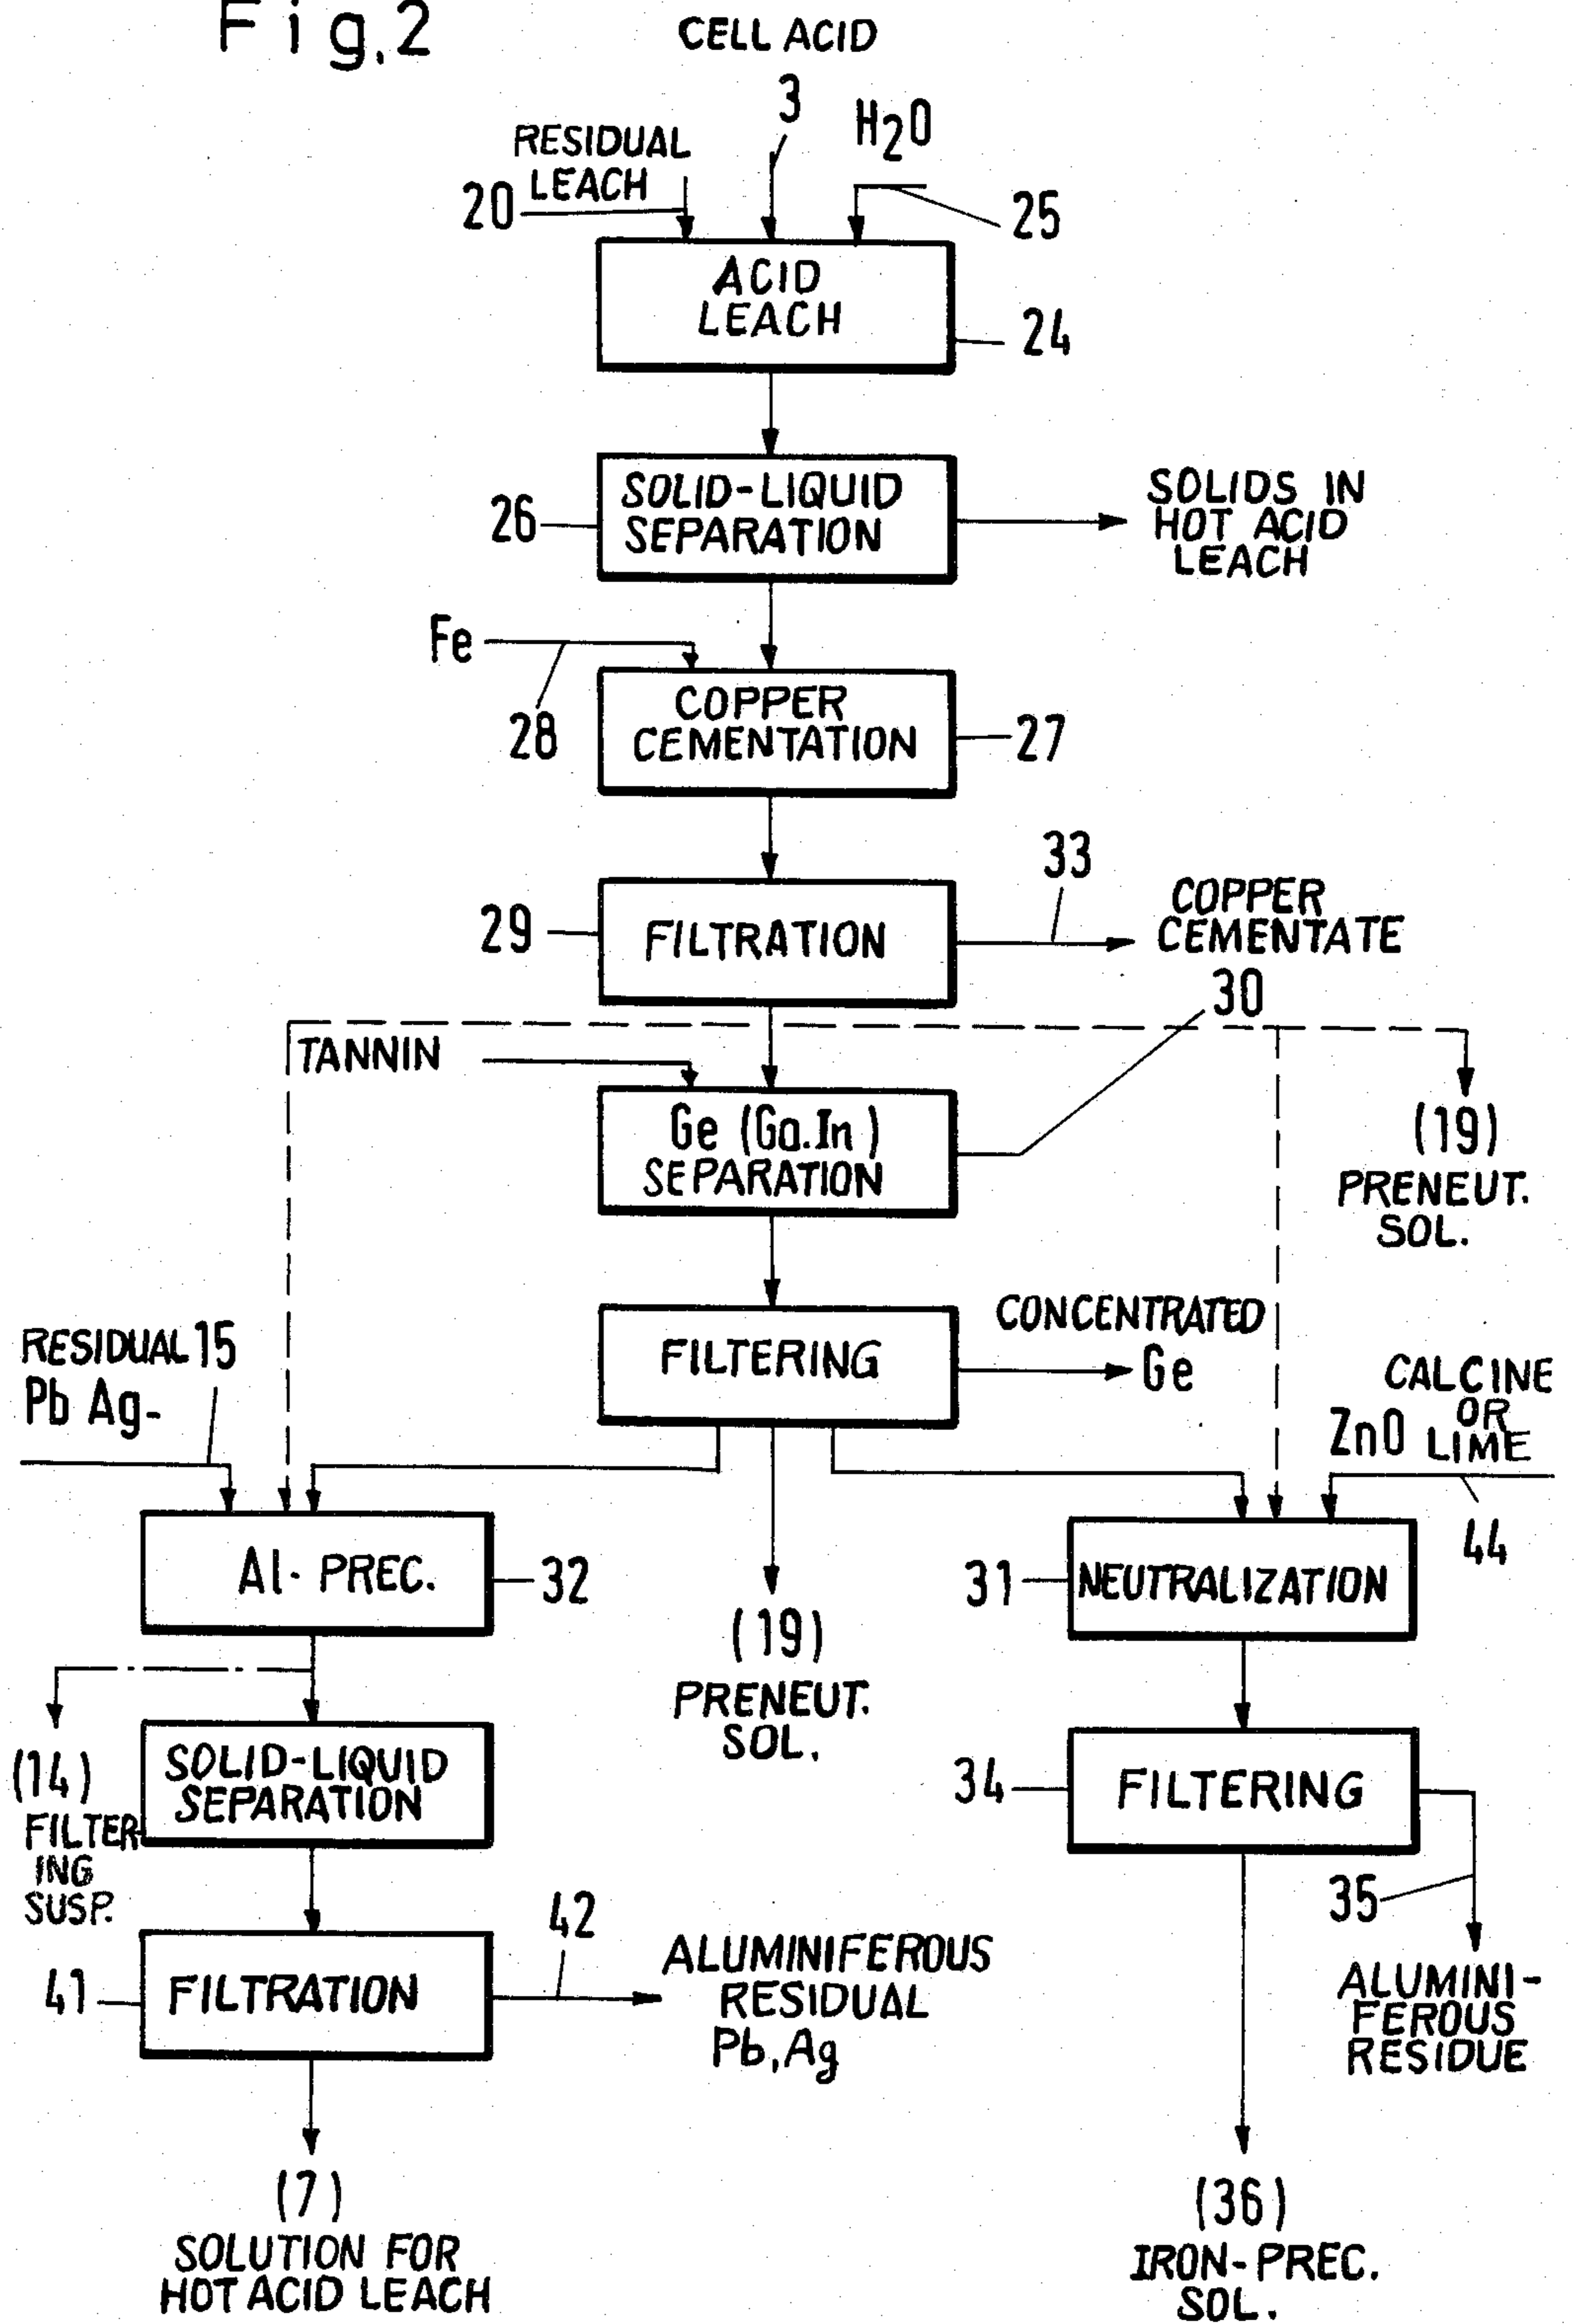 Fig.2
CELL ACID
3
H2O
RESIDUAL
LEACH
20
25
ACID
LEACH
24
26
SOLID-LIQUID
SEPARATION
SOLIDS IN
HOT ACID
LEACH
Fe
28
COPPER
CEMENTATION
27
33
29
FILTRATION
COPPER
CEMENTATE
30
TANNIN
Ge (Ga.In)
SEPARATION
(19)
PRENEUT.
SOL.
RESIDUAL 15
Pb Ag-
FILTERING
CONCENTRATED
Ge
CALCINE
OR
ZnO LIME
44
Al- PREC.
32
31
NEUTRALIZATION
(19)
PRENEUT.
SOL.
(14)
FILTER-
ING
SUSP.
SOLID-LIQUID
SEPARATION
34
FILTERING
35
42
41
FILTRATION
ALUMINIFEROUS
RESIDUAL
Pb,Ag
ALUMINI-
FEROUS
RESIDUE
(7)
SOLUTION FOR
HOT ACID LEACH
(36)
IRON-PREC.
SOL.